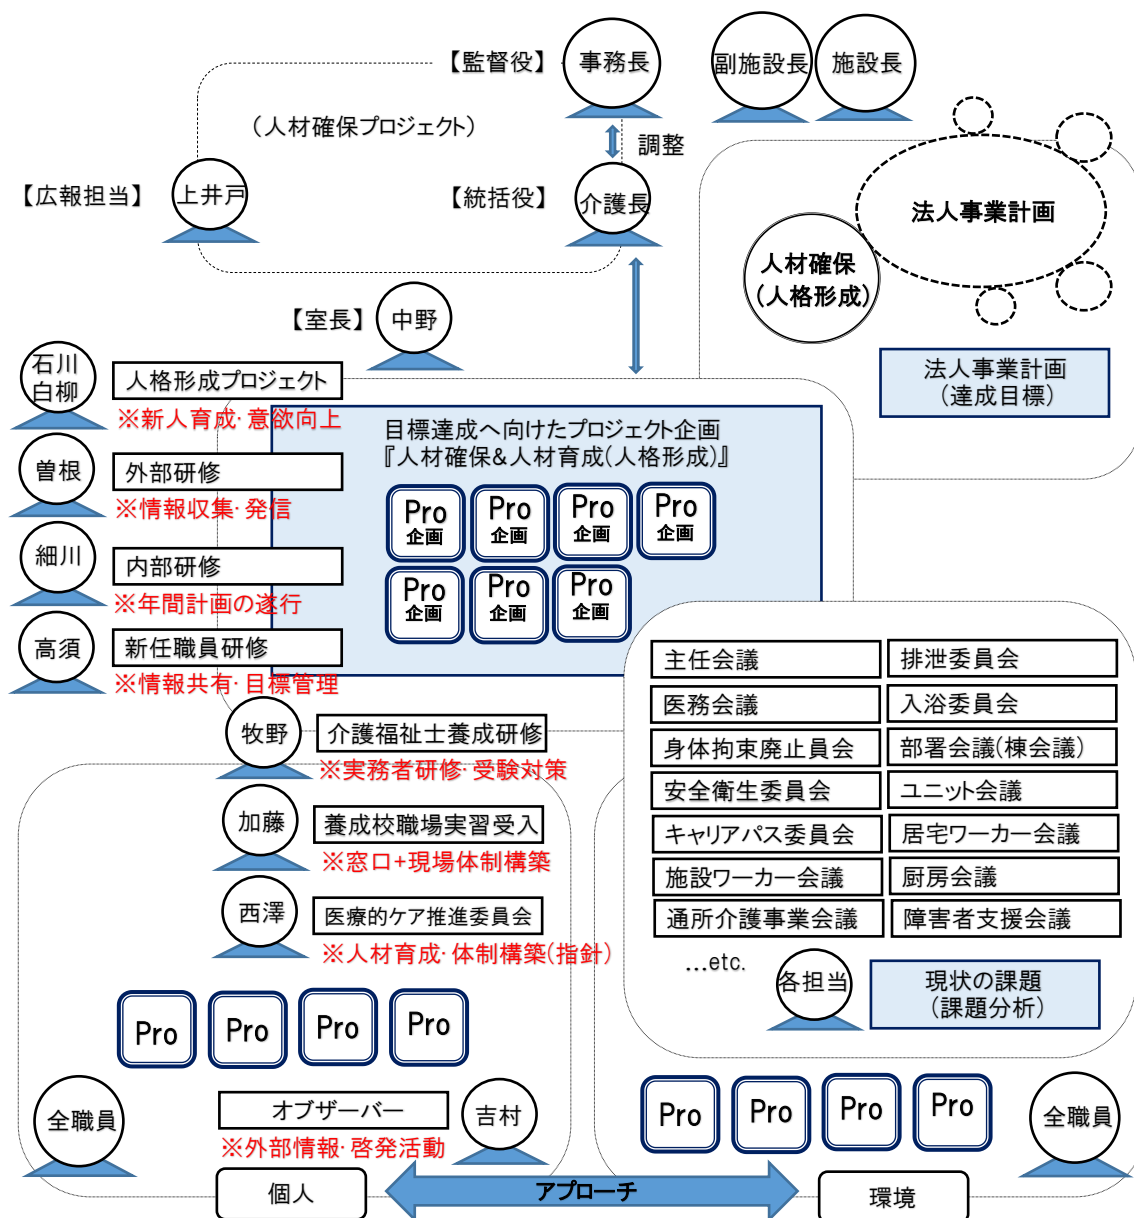 【監督役】
事務長
副施設長
施設長
(人材確保プロジェクト)
調整
【広報担当】
上井戸
【統括役】
介護長
法人事業計画
人材確保
(人格形成)
【室長】
中野
法人事業計画
(達成目標)
石川
白柳
人格形成プロジェクト
※新人育成・意欲向上
目標達成へ向けたプロジェクト企画
『人材確保&人材育成(人格形成)』
曽根
外部研修
※情報収集・発信
Pro
企画
Pro
企画
Pro
企画
Pro
企画
細川
内部研修
※年間計画の遂行
Pro
企画
Pro
企画
Pro
企画
高須
新任職員研修
※情報共有・目標管理
牧野
介護福祉士養成研修
※実務者研修・受験対策
加藤
養成校職場実習受入
※窓口+現場体制構築
西澤
医療的ケア推進委員会
※人材育成・体制構築(指針)
主任会議
排泄委員会
医務会議
入浴委員会
身体拘束廃止員会
部署会議(棟会議)
安全衛生委員会
ユニット会議
キャリアパス委員会
居宅ワーカー会議
施設ワーカー会議
厨房会議
通所介護事業会議
障害者支援会議
...etc.
各担当
現状の課題
(課題分析)
Pro
Pro
Pro
Pro
全職員
オブザーバー
※外部情報・啓発活動
吉村
Pro
Pro
Pro
Pro
全職員
個人
アプローチ
環境